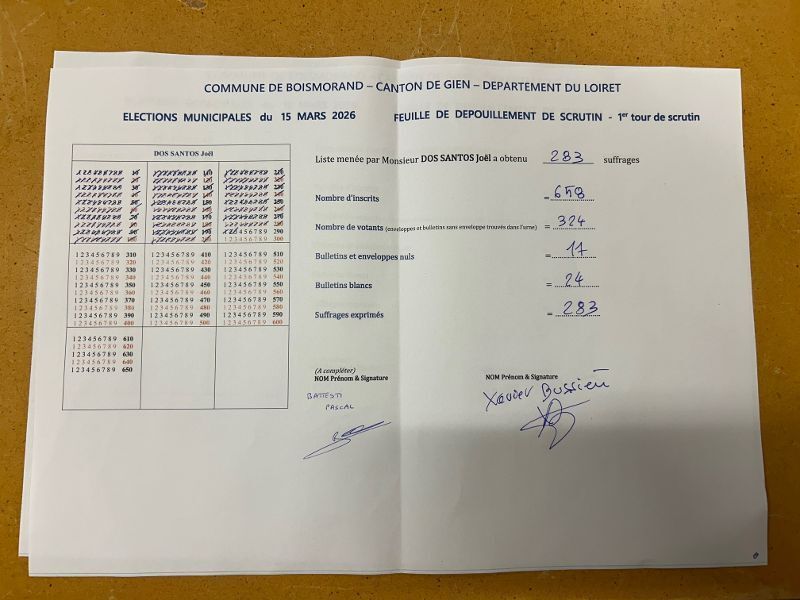 COMMUNE DE BOISMORAND – CANTON DE GIEN – DEPARTEMENT DU LOIRET
ELECTIONS MUNICIPALES du 15 MARS 2026 FEUILLE DE DEPOUILLEMENT DE SCRUTIN - 1er tour de scrutin
DOS SANTOS Joël
1 2 3 4 5 6 7 8 9 290
1 2 3 4 5 6 7 8 9 300
1 2 3 4 5 6 7 8 9 310 1 2 3 4 5 6 7 8 9 410 1 2 3 4 5 6 7 8 9 510
1 2 3 4 5 6 7 8 9 320 1 2 3 4 5 6 7 8 9 420 1 2 3 4 5 6 7 8 9 520
1 2 3 4 5 6 7 8 9 330 1 2 3 4 5 6 7 8 9 430 1 2 3 4 5 6 7 8 9 530
1 2 3 4 5 6 7 8 9 340 1 2 3 4 5 6 7 8 9 440 1 2 3 4 5 6 7 8 9 540
1 2 3 4 5 6 7 8 9 350 1 2 3 4 5 6 7 8 9 450 1 2 3 4 5 6 7 8 9 550
1 2 3 4 5 6 7 8 9 360 1 2 3 4 5 6 7 8 9 460 1 2 3 4 5 6 7 8 9 560
1 2 3 4 5 6 7 8 9 370 1 2 3 4 5 6 7 8 9 470 1 2 3 4 5 6 7 8 9 570
1 2 3 4 5 6 7 8 9 380 1 2 3 4 5 6 7 8 9 480 1 2 3 4 5 6 7 8 9 580
1 2 3 4 5 6 7 8 9 390 1 2 3 4 5 6 7 8 9 490 1 2 3 4 5 6 7 8 9 590
1 2 3 4 5 6 7 8 9 400 1 2 3 4 5 6 7 8 9 500 1 2 3 4 5 6 7 8 9 600
1 2 3 4 5 6 7 8 9 610
1 2 3 4 5 6 7 8 9 620
1 2 3 4 5 6 7 8 9 630
1 2 3 4 5 6 7 8 9 640
1 2 3 4 5 6 7 8 9 650
Liste menée par Monsieur DOS SANTOS Joël a obtenu 283 suffrages
Nombre d'inscrits = 658
Nombre de votants (enveloppes et bulletins sans enveloppe trouvés dans l'urne) = 324
Bulletins et enveloppes nuls = 17
Bulletins blancs = 24
Suffrages exprimés = 283
(A compléter)
NOM Prénom & Signature
BATTESTI
PASCAL
NOM Prénom & Signature
Xavier Bussien